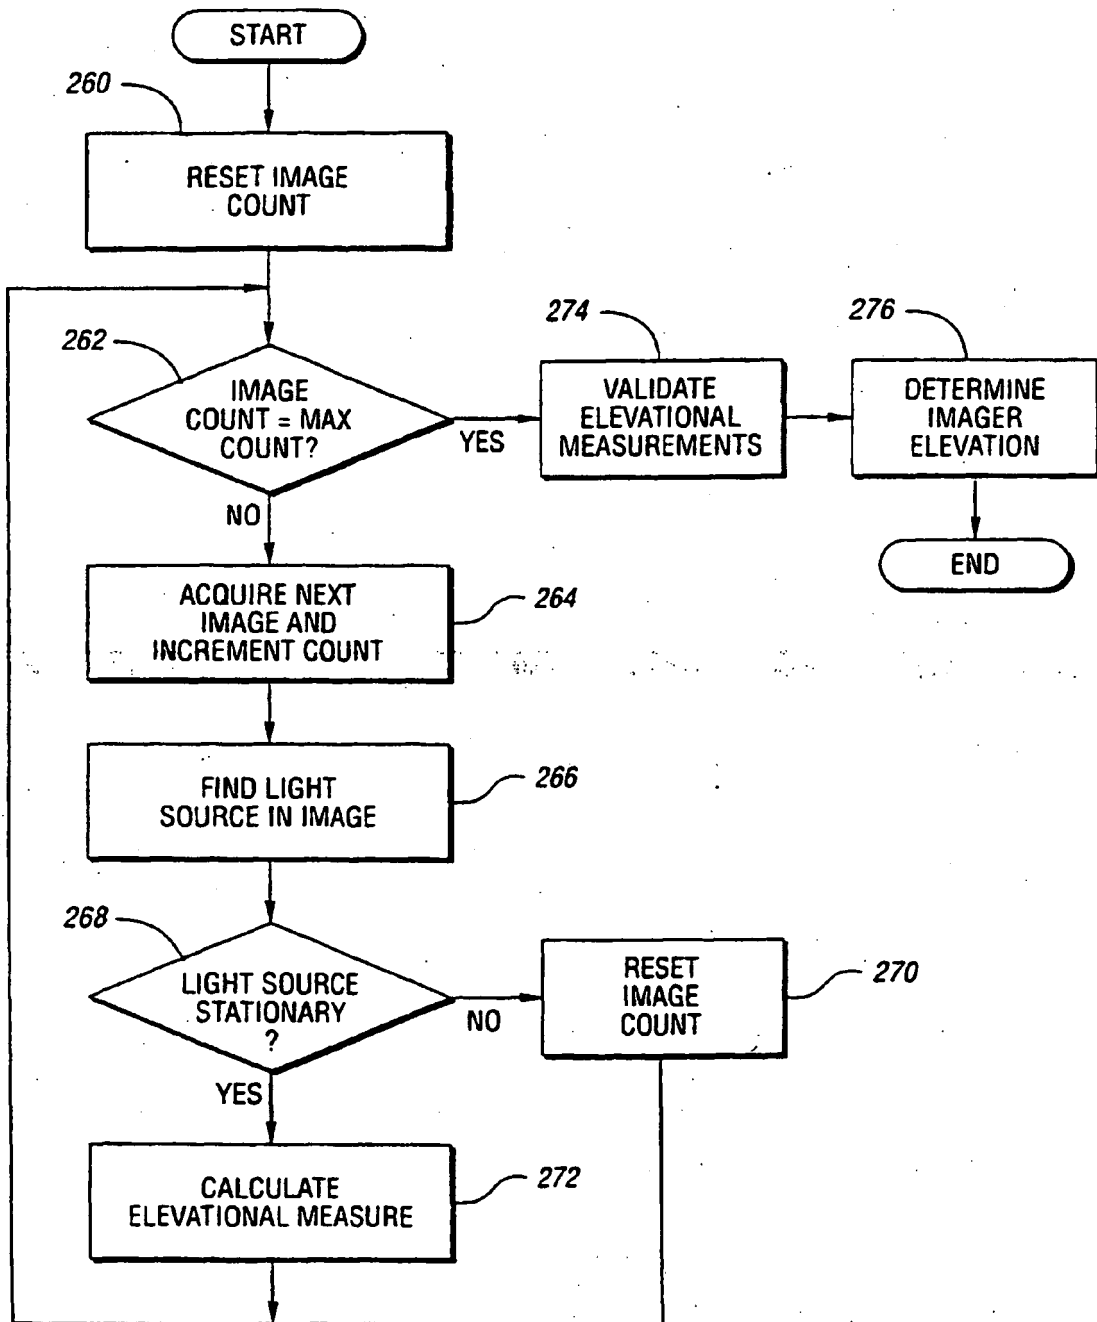 START
260
RESET IMAGE
COUNT
262
IMAGE
COUNT = MAX
COUNT?
YES
NO
274
VALIDATE
ELEVATIONAL
MEASUREMENTS
276
DETERMINE
IMAGER
ELEVATION
END
ACQUIRE NEXT
IMAGE AND
INCREMENT COUNT
264
FIND LIGHT
SOURCE IN IMAGE
266
268
LIGHT SOURCE
STATIONARY
?
NO
YES
RESET
IMAGE
COUNT
270
CALCULATE
ELEVATIONAL MEASURE
272